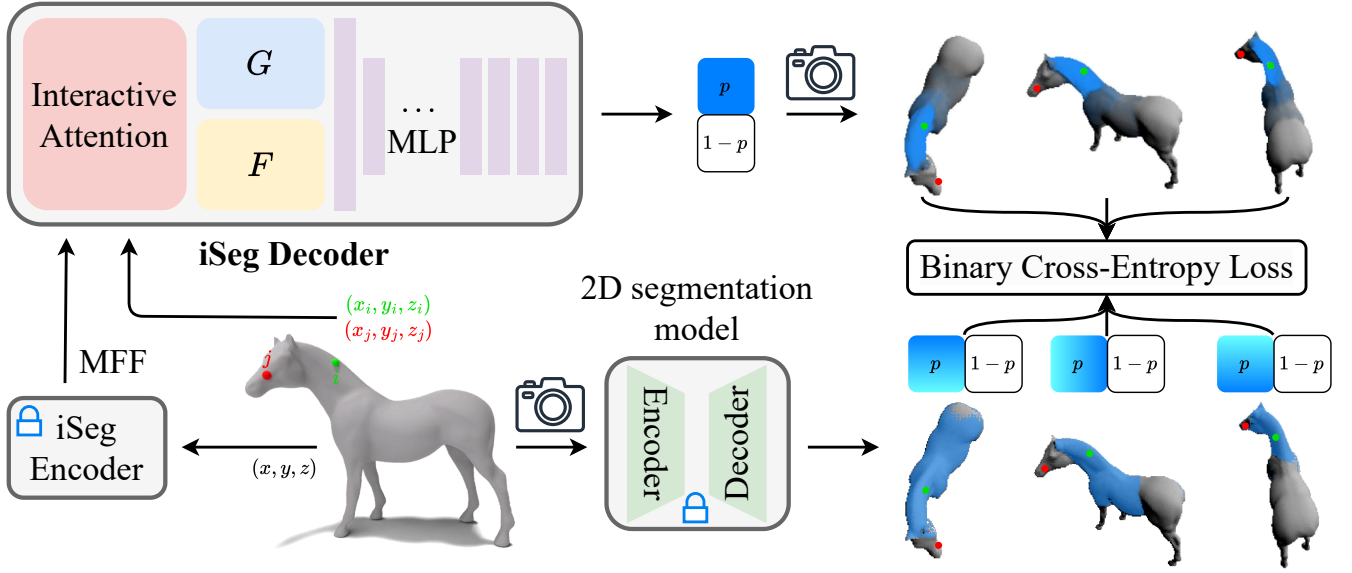 Interactive
Attention
G
F
...
MLP
p
1 − p
iSeg Decoder
(x_i, y_i, z_i)
(x_j, y_j, z_j)
2D segmentation
model
Binary Cross-Entropy Loss
MFF
j
i
iSeg
Encoder
(x, y, z)
Encoder
Decoder
p
1 − p
p
1 − p
p
1 − p